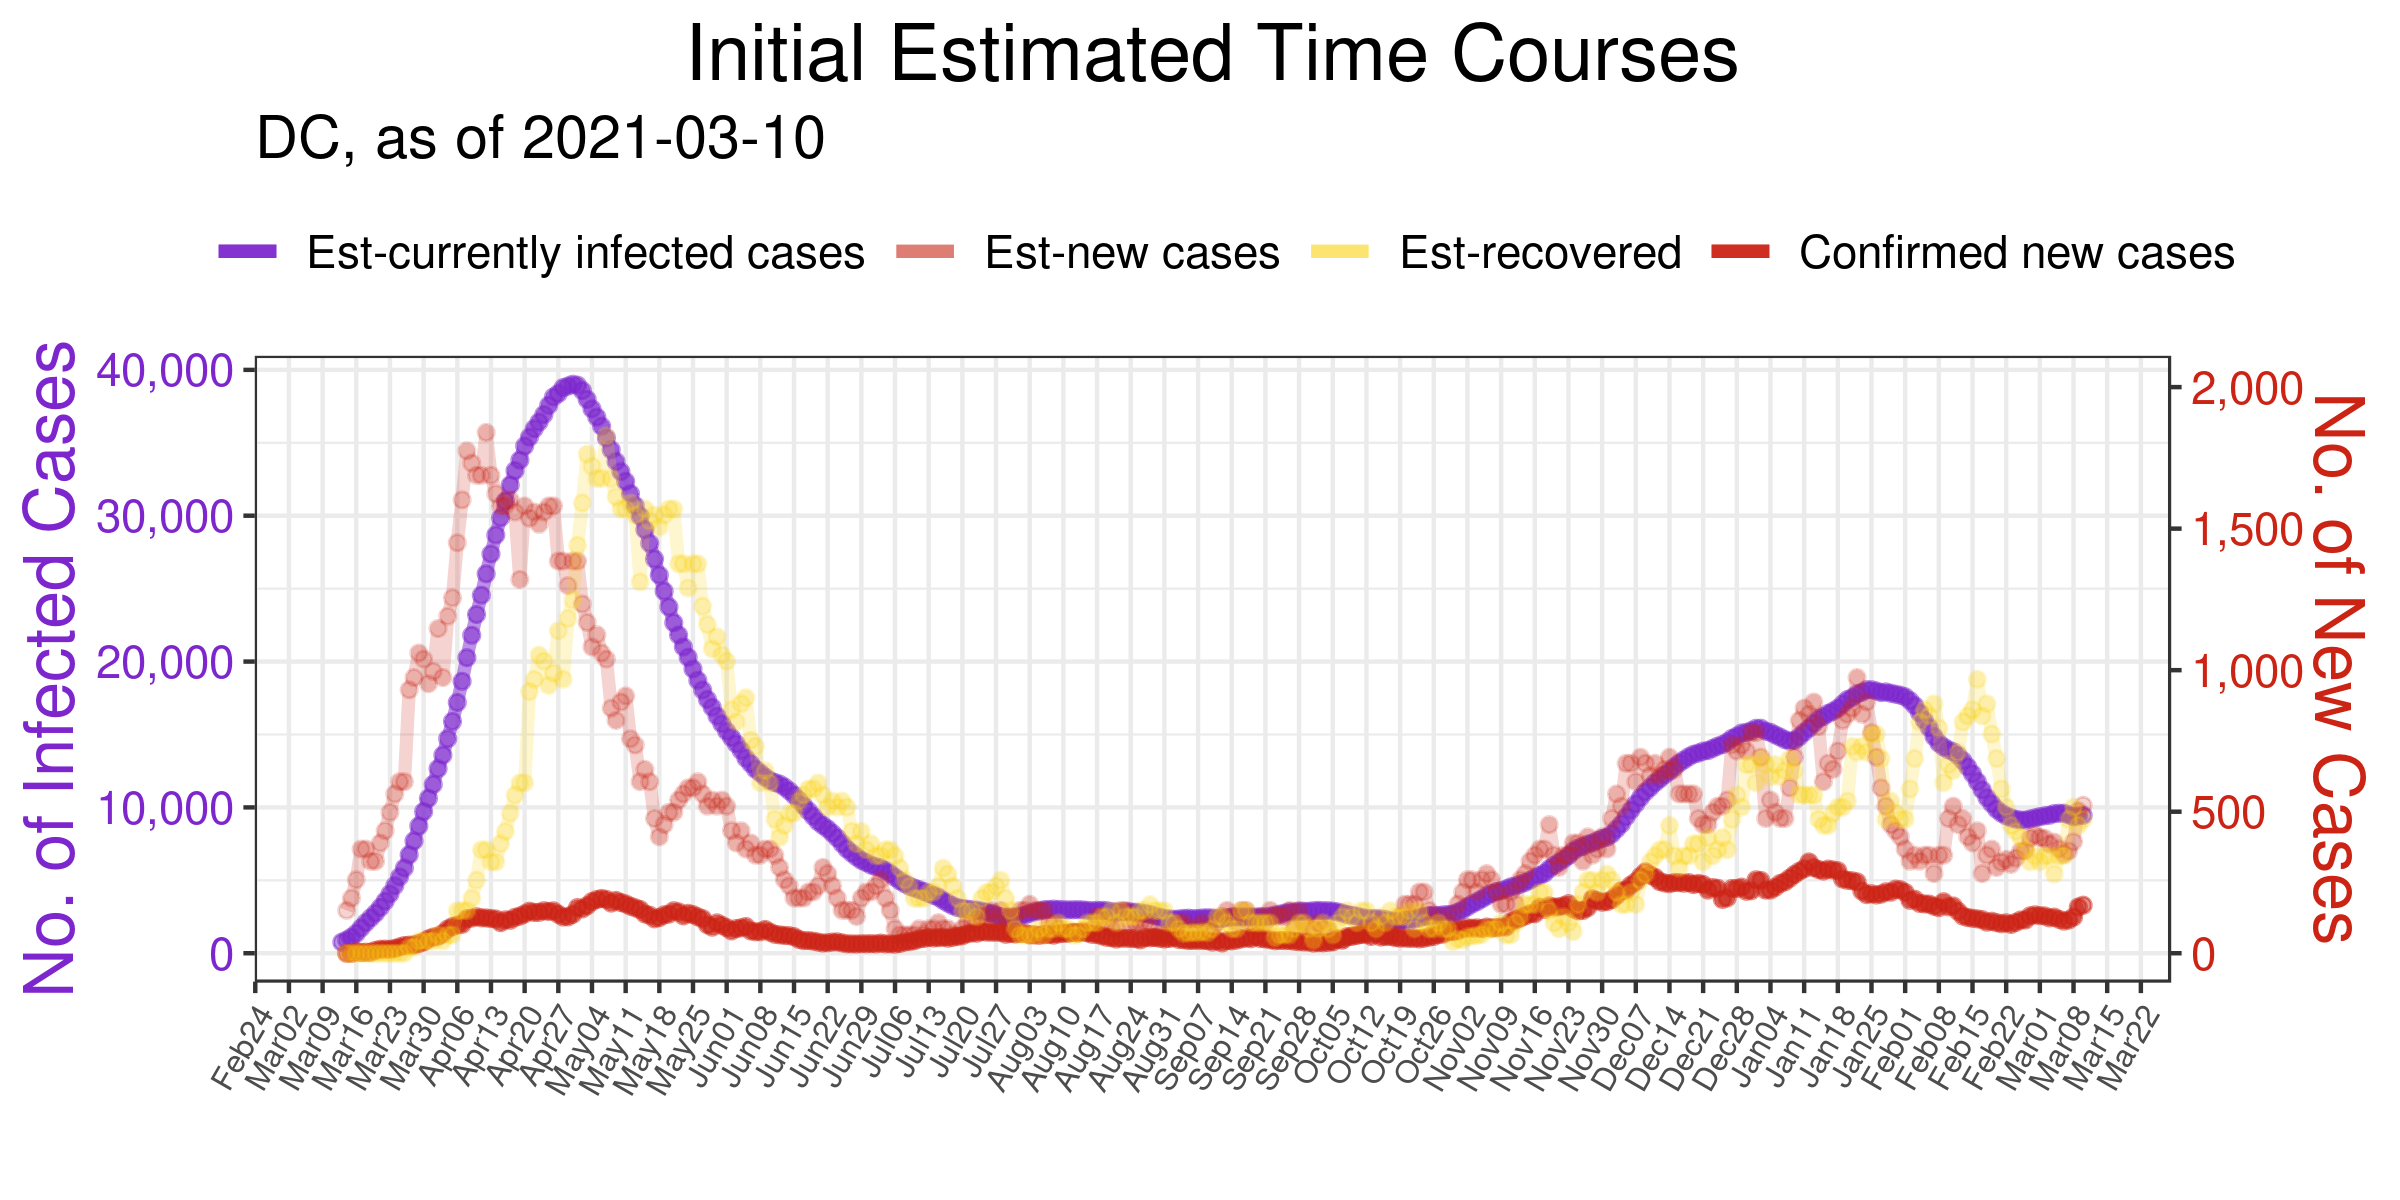 Initial Estimated Time Courses
DC, as of 2021-03-10
Est-currently infected cases Est-new cases Est-recovered Confirmed new cases
No. of Infected Cases
40,000
30,000
20,000
10,000
0
2,000
1,500
1,000
500
0
No. of New Cases
Feb24 Mar02 Mar09 Mar16 Mar23 Mar30 Apr06 Apr13 Apr20 Apr27 May04 May11 May18 May25 Jun01 Jun08 Jun15 Jun22 Jun29 Jul06 Jul13 Jul20 Jul27 Aug03 Aug10 Aug17 Aug24 Aug31 Sep07 Sep14 Sep21 Sep28 Oct05 Oct12 Oct19 Oct26 Nov02 Nov09 Nov16 Nov23 Nov30 Dec07 Dec14 Dec21 Dec28 Jan04 Jan11 Jan18 Jan25 Feb01 Feb08 Feb15 Feb22 Mar01 Mar08 Mar15 Mar22